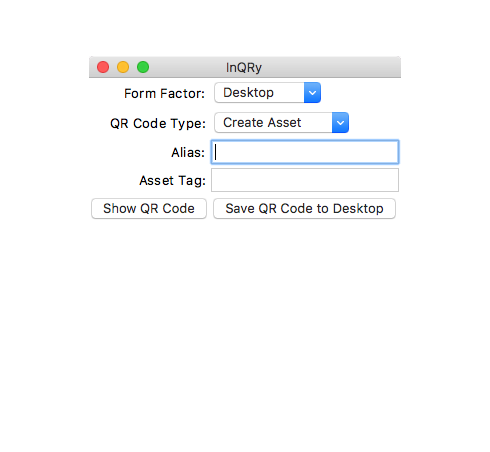 InQRy
Form Factor: Desktop
QR Code Type: Create Asset
Alias:
Asset Tag:
Show QR Code Save QR Code to Desktop